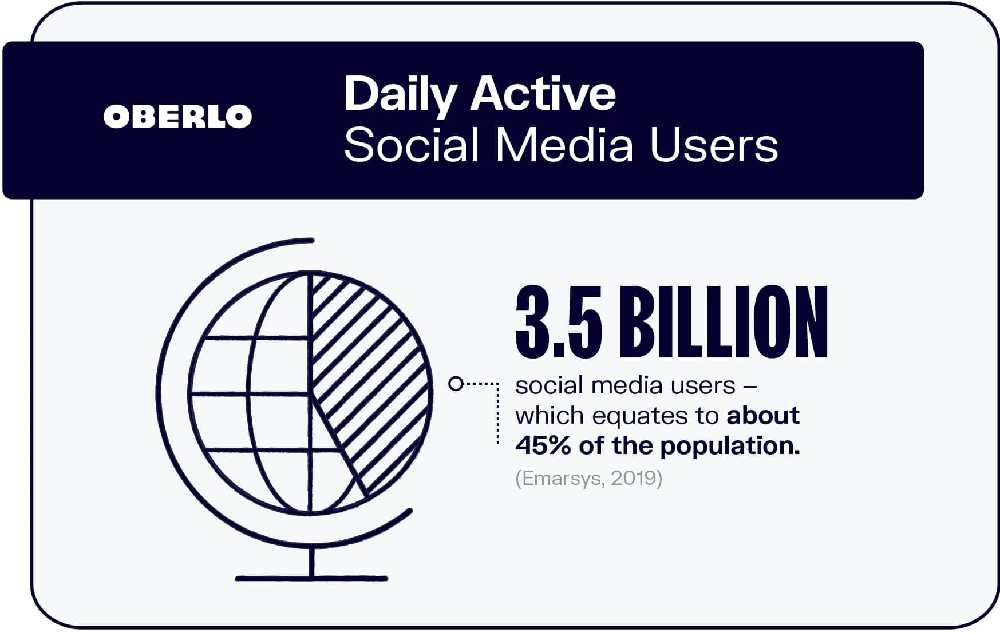 OBERLO
Daily Active
Social Media Users
3.5 BILLION
social media users –
which equates to about
45% of the population.
(Emarsys, 2019)